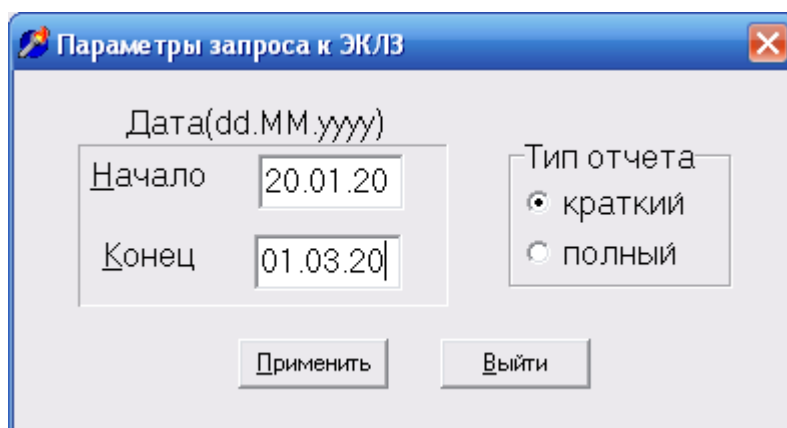 Параметры запроса к ЭКЛЗ
Дата(dd.MM.yyyy)
Начало 20.01.20
Конец 01.03.20
Тип отчета
краткий
полный
Применить Выйти